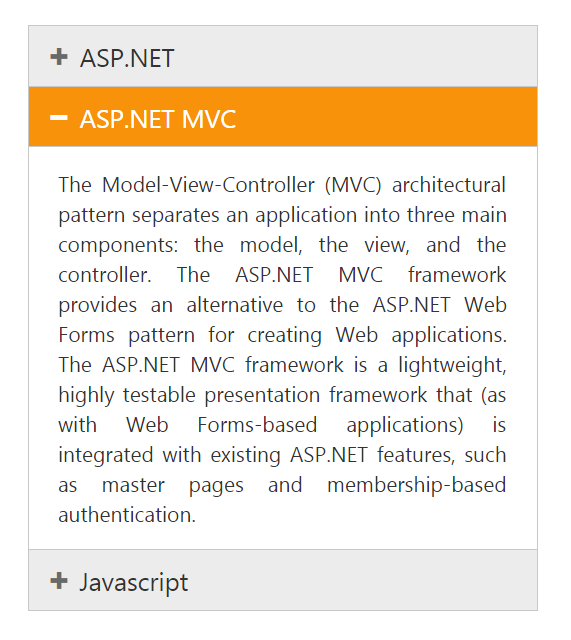 ASP.NET
ASP.NET MVC
The Model-View-Controller (MVC) architectural
pattern separates an application into three main
components: the model, the view, and the
controller. The ASP.NET MVC framework
provides an alternative to the ASP.NET Web
Forms pattern for creating Web applications.
The ASP.NET MVC framework is a lightweight,
highly testable presentation framework that (as
with Web Forms-based applications) is
integrated with existing ASP.NET features, such
as master pages and membership-based
authentication.
Javascript